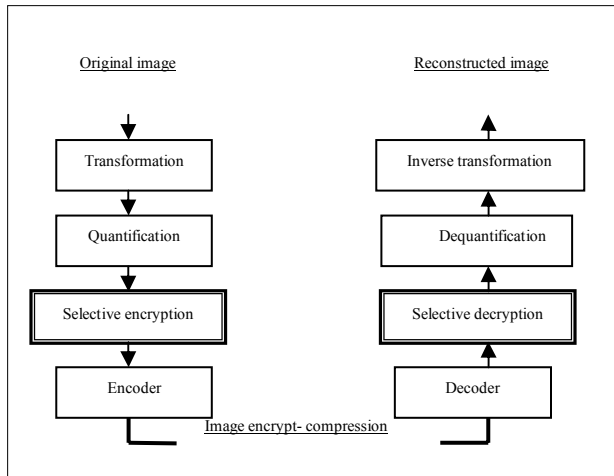 Original image
Reconstructed image
Transformation
Inverse transformation
Quantification
Dequantification
Selective encryption
Selective decryption
Encoder
Decoder
Image encrypt- compression